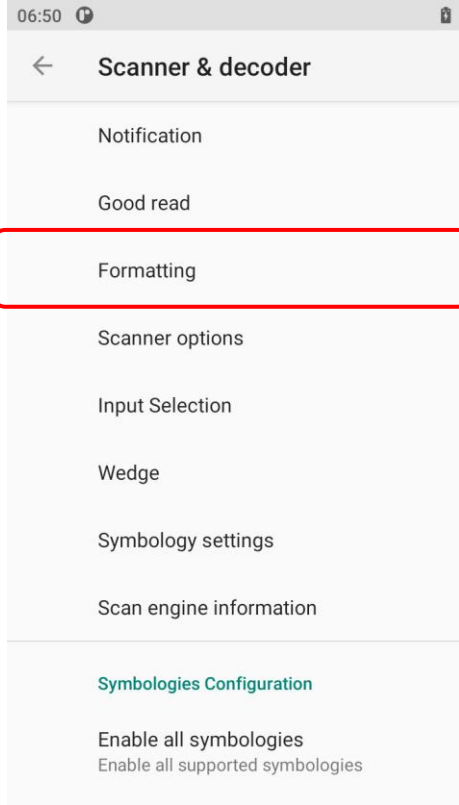 06:50
Scanner & decoder
Notification
Good read
Formatting
Scanner options
Input Selection
Wedge
Symbology settings
Scan engine information
Symbologies Configuration
Enable all symbologies
Enable all supported symbologies